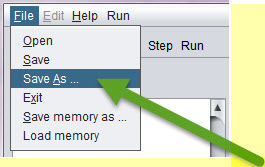 File Edit Help Run
Open
Step Run
Save
Save As ...
Exit
Save memory as ...
Load memory